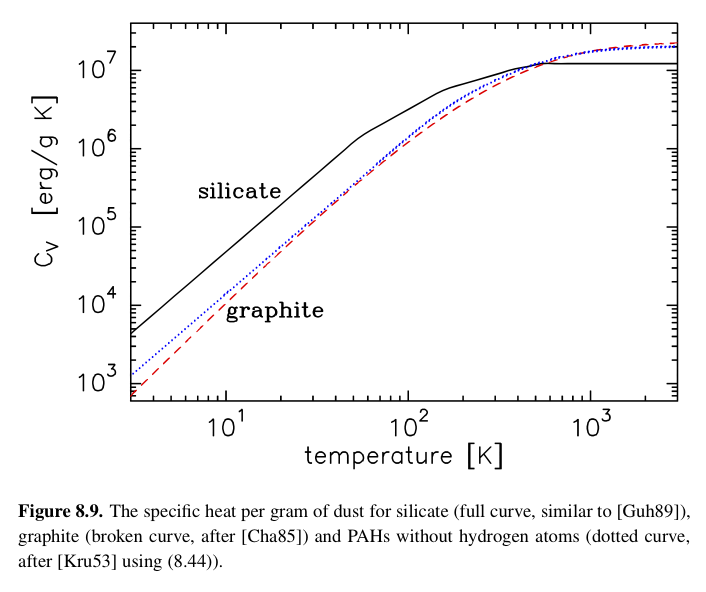 10⁷
10⁶
10⁵
10⁴
10³
C_V [erg/g K]
silicate
graphite
10¹ 10² 10³
temperature [K]
Figure 8.9. The specific heat per gram of dust for silicate (full curve, similar to [Guh89]),
graphite (broken curve, after [Cha85]) and PAHs without hydrogen atoms (dotted curve,
after [Kru53] using (8.44)).